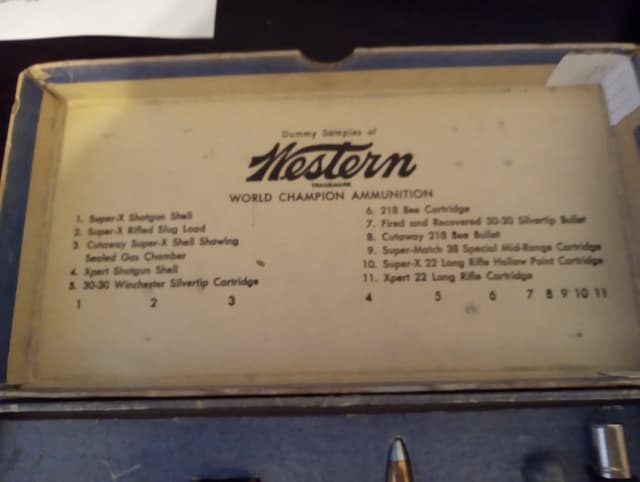 Dummy Samples of
Western
TRADEMARK
WORLD CHAMPION AMMUNITION
1. Super-X Shotgun Shell
2. Super-X Rifled Slug Load
3. Cutaway Super-X Shell Showing
Sealed Gas Chamber
4. Xpert Shotgun Shell
5. 30-30 Winchester Silvertip Cartridge
6. 218 Bee Cartridge
7. Fired and Recovered 30-30 Silvertip Bullet
8. Cutaway 218 Bee Bullet
9. Super-Match 38 Special Mid-Range Cartridge
10. Super-X 22 Long Rifle Hollow Point Cartridge
11. Xpert 22 Long Rifle Cartridge
1 2 3 4 5 6 7 8 9 10 11